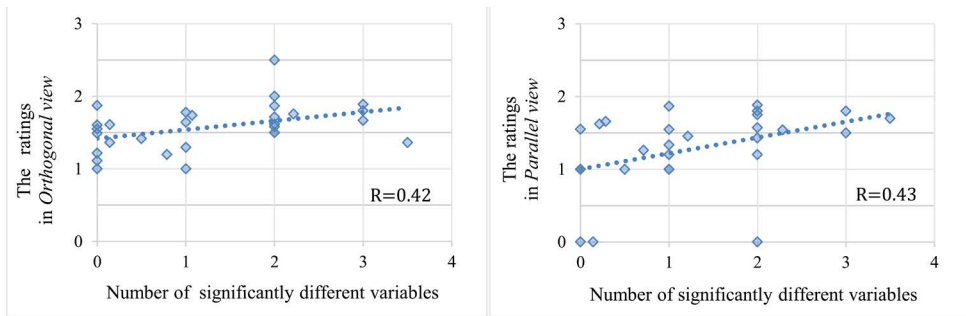 3
2
1
0
0 1 2 3 4
The ratings
in Orthogonal view
R=0.42
Number of significantly different variables
3
2
1
0
0 1 2 3 4
The ratings
in Parallel view
R=0.43
Number of significantly different variables